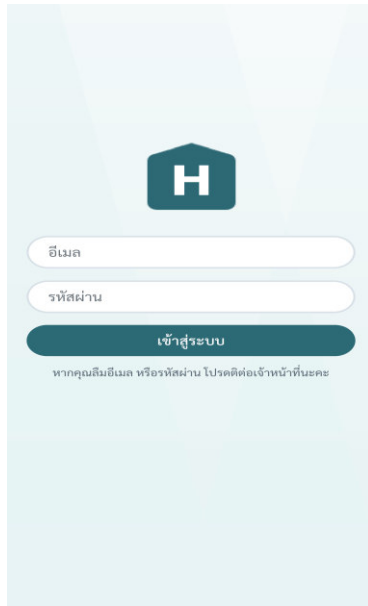 H
อีเมล
รหัสผ่าน
เข้าสู่ระบบ
หากคุณลืมอีเมล หรือรหัสผ่าน โปรดติต่อเจ้าหน้าที่นะคะ